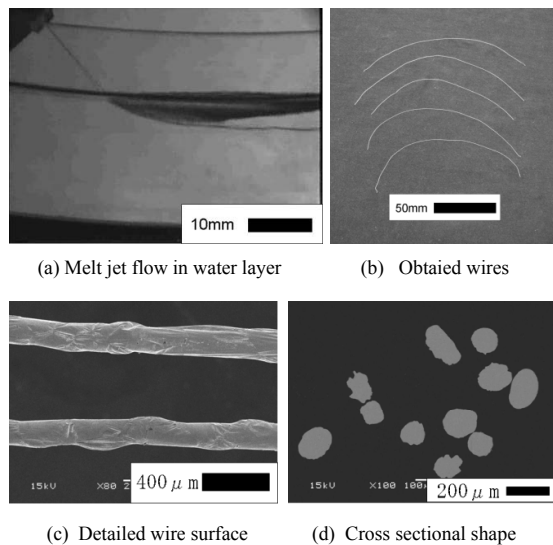 10mm
50mm
(a) Melt jet flow in water layer
(b) Obtaied wires
15kV X80
400 μ m
15kV X100 100μ
200 μ m
(c) Detailed wire surface
(d) Cross sectional shape